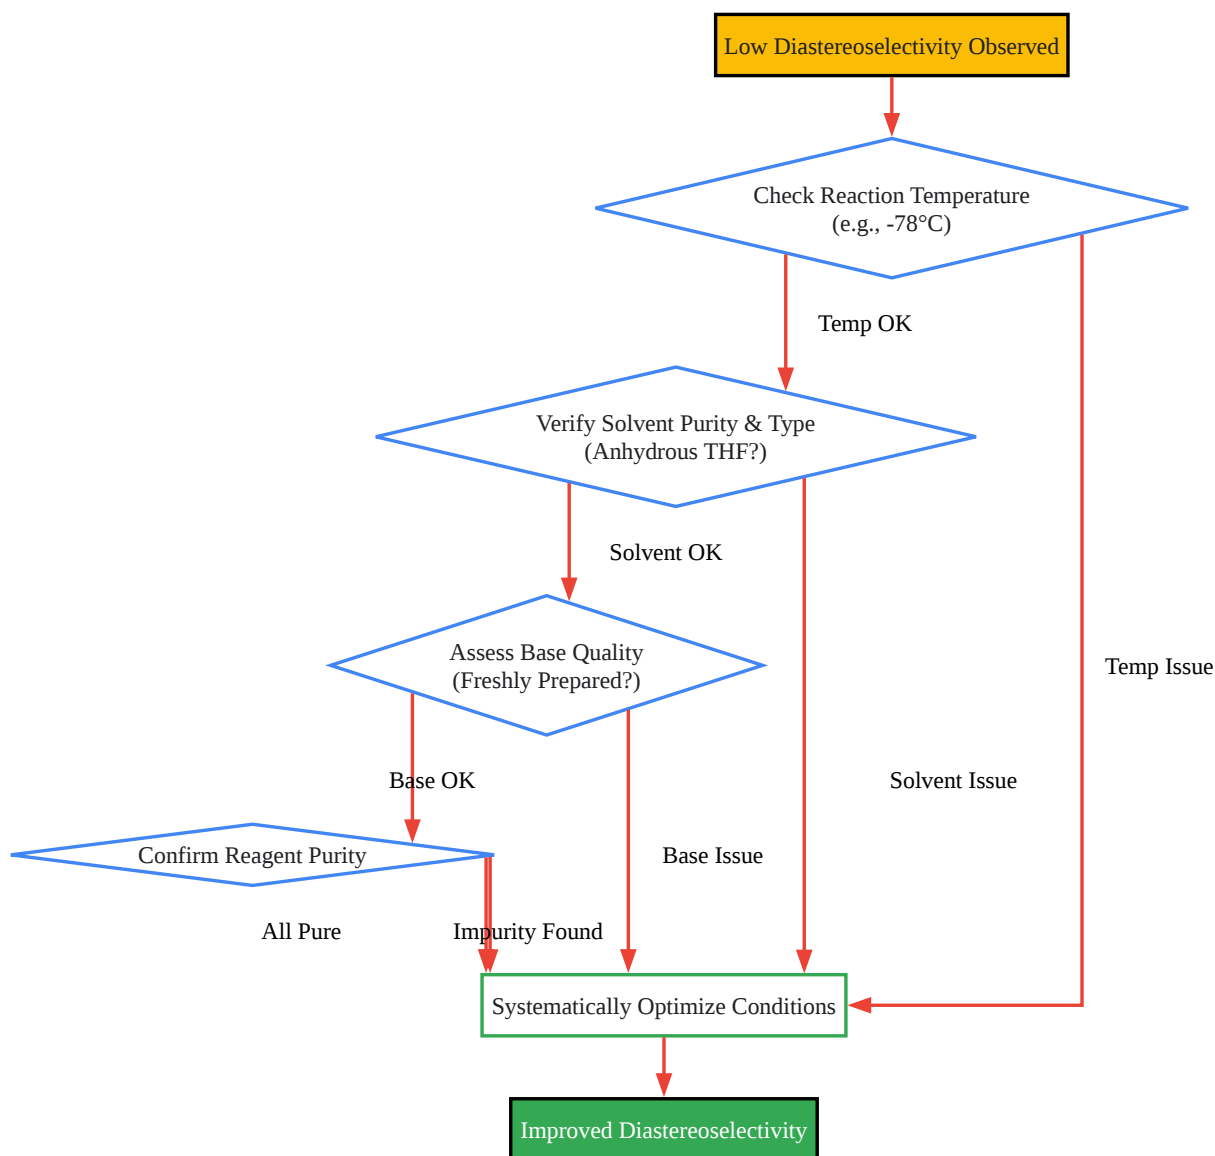 Low Diastereoselectivity Observed
Check Reaction Temperature
(e.g., -78°C)
Temp OK
Verify Solvent Purity & Type
(Anhydrous THF?)
Solvent OK
Assess Base Quality
(Freshly Prepared?)
Temp Issue
Base OK
Solvent Issue
Confirm Reagent Purity
Base Issue
All Pure
Impurity Found
Systematically Optimize Conditions
Improved Diastereoselectivity